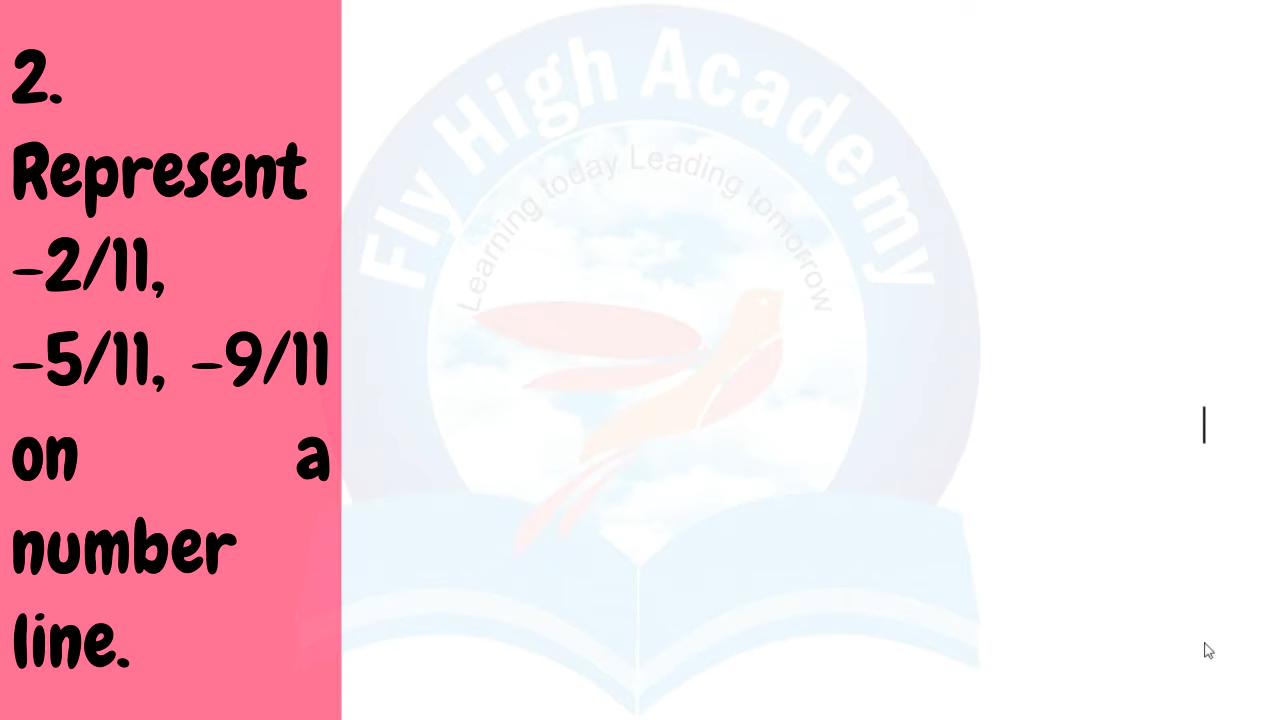 2.
Represent
-2/11,
-5/11, -9/11
on a
number
line.
Fly High Academy
Learning today Leading tomorrow